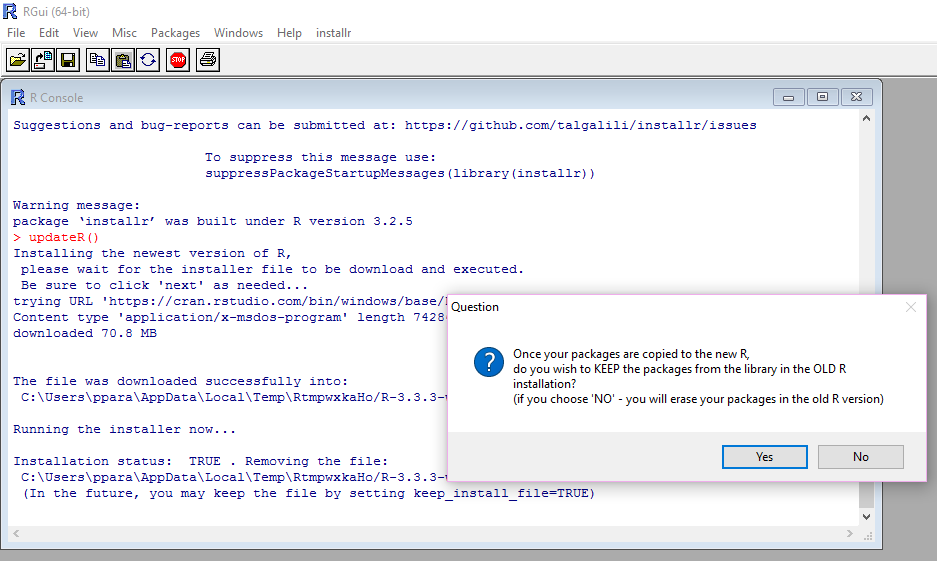 RGui (64-bit)
File Edit View Misc Packages Windows Help installr
STOP
R Console
Suggestions and bug-reports can be submitted at: https://github.com/talgalili/installr/issues
To suppress this message use:
suppressPackageStartupMessages(library(installr))
Warning message:
package ‘installr’ was built under R version 3.2.5
> updateR()
Installing the newest version of R,
please wait for the installer file to be download and executed.
Be sure to click 'next' as needed...
trying URL 'https://cran.rstudio.com/bin/windows/base/
Content type 'application/x-msdos-program' length 7428
downloaded 70.8 MB
The file was downloaded successfully into:
C:\Users\ppara\AppData\Local\Temp\RtmpwxkaHo/R-3.3.3-
Running the installer now...
Installation status: TRUE . Removing the file:
C:\Users\ppara\AppData\Local\Temp\RtmpwxkaHo/R-3.3.3-
(In the future, you may keep the file by setting keep_install_file=TRUE)
Question
Once your packages are copied to the new R,
do you wish to KEEP the packages from the library in the OLD R
installation?
(if you choose 'NO' - you will erase your packages in the old R version)
Yes No